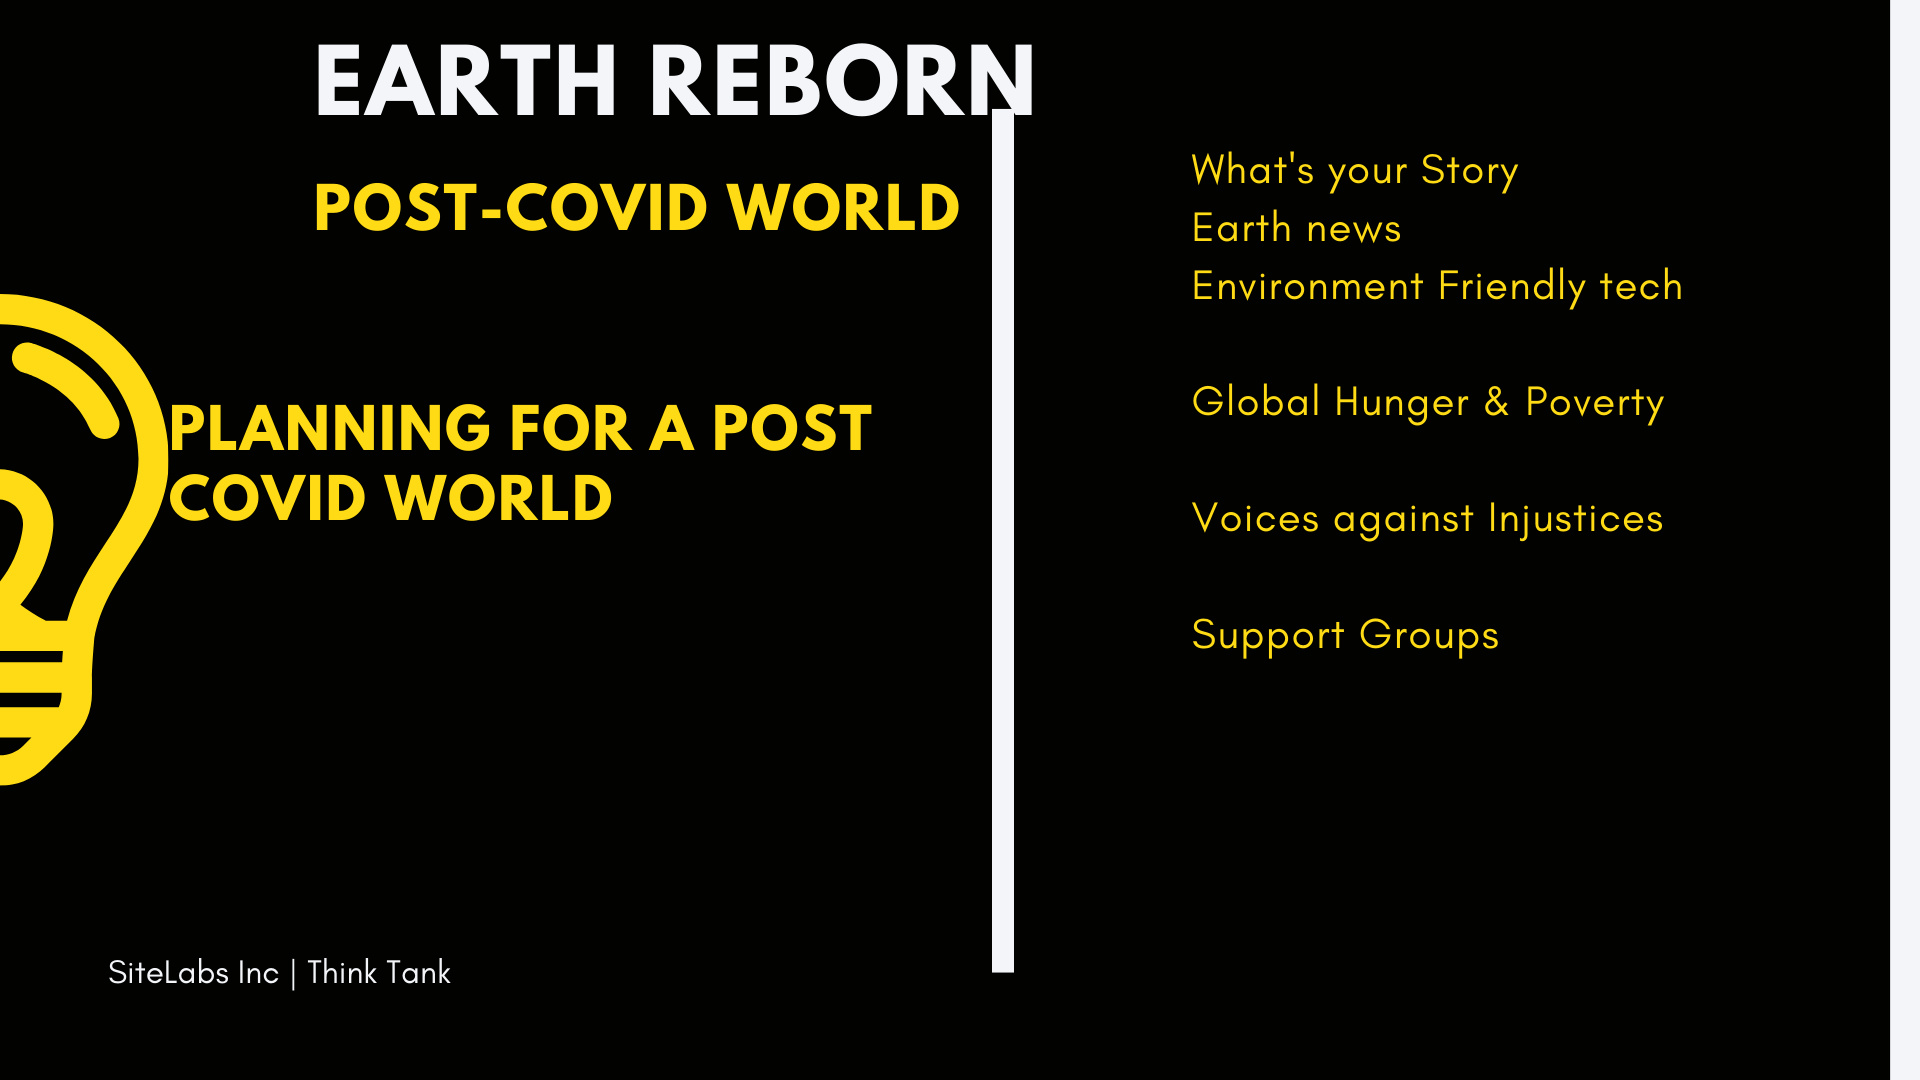 EARTH REBORN
POST-COVID WORLD
PLANNING FOR A POST
COVID WORLD
SiteLabs Inc | Think Tank
What's your Story
Earth news
Environment Friendly tech
Global Hunger & Poverty
Voices against Injustices
Support Groups